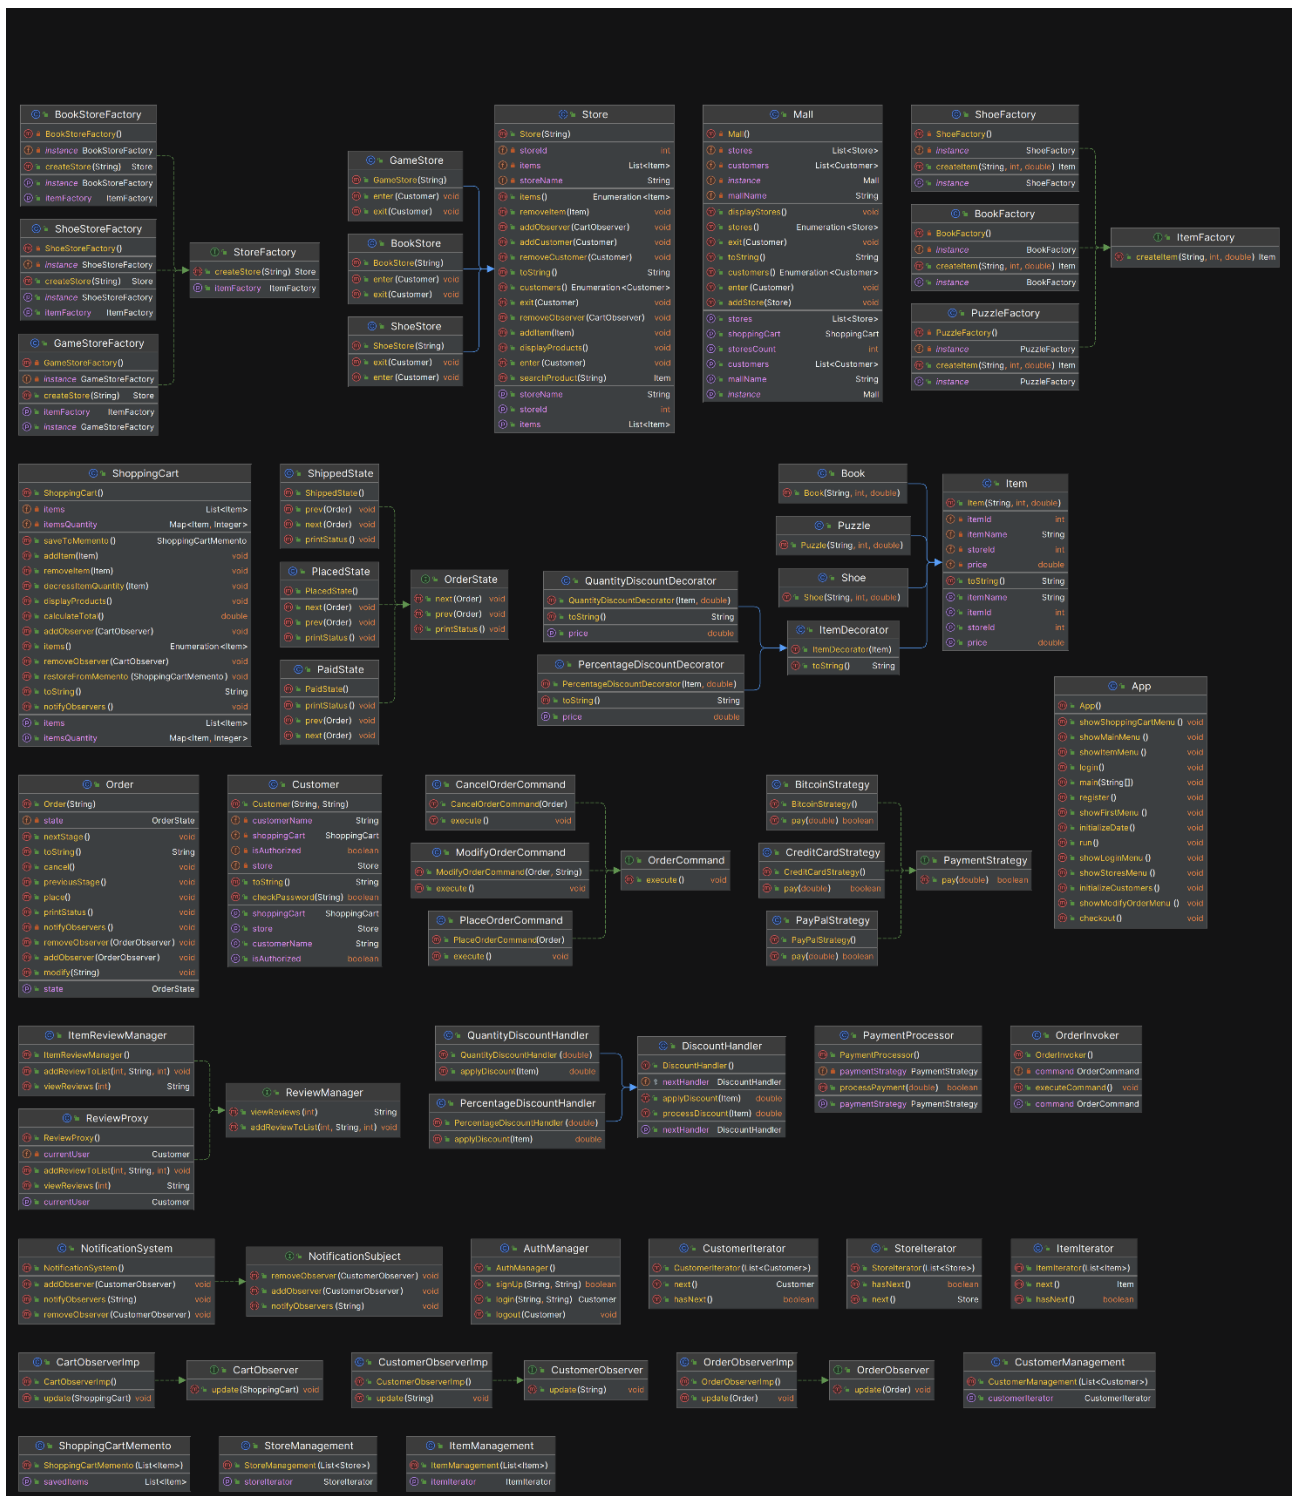 BookStoreFactory
BookStoreFactory()
instance BookStoreFactory
createStore(String) Store
instance BookStoreFactory
itemFactory ItemFactory
ShoeStoreFactory
ShoeStoreFactory()
instance ShoeStoreFactory
createStore(String) Store
instance ShoeStoreFactory
itemFactory ItemFactory
GameStoreFactory
GameStoreFactory()
instance GameStoreFactory
createStore(String) Store
itemFactory ItemFactory
instance GameStoreFactory
StoreFactory
createStore(String) Store
itemFactory ItemFactory
GameStore
GameStore(String)
enter(Customer) void
exit(Customer) void
BookStore
BookStore(String)
enter(Customer) void
exit(Customer) void
ShoeStore
ShoeStore(String)
exit(Customer) void
enter(Customer) void
Store
Store(String)
storeId int
items List<Item>
storeName String
items() Enumeration<Item>
removeItem(Item) void
addObserver(CartObserver) void
addCustomer(Customer) void
removeCustomer(Customer) void
toString() String
customers() Enumeration<Customer>
exit(Customer) void
removeObserver(CartObserver) void
addItem(Item) void
displayProducts() void
enter(Customer) void
searchProduct(String) Item
storeName String
storeId int
items List<Item>
Mall
Mall()
stores List<Store>
customers List<Customer>
instance Mall
mallName String
displayStores() void
stores() Enumeration<Store>
exit(Customer) void
toString() String
customers() Enumeration<Customer>
enter(Customer) void
addStore(Store) void
stores List<Store>
shoppingCart ShoppingCart
storesCount int
customers List<Customer>
mallName String
instance Mall
ShoeFactory
ShoeFactory()
instance ShoeFactory
createItem(String, int, double) Item
instance ShoeFactory
BookFactory
BookFactory()
instance BookFactory
createItem(String, int, double) Item
instance BookFactory
PuzzleFactory
PuzzleFactory()
instance PuzzleFactory
createItem(String, int, double) Item
instance PuzzleFactory
ItemFactory
createItem(String, int, double) Item
ShoppingCart
ShoppingCart()
items List<Item>
itemsQuantity Map<Item, Integer>
saveToMemento() ShoppingCartMemento
addItem(Item) void
removeItem(Item) void
decressItemQuantity(Item) void
displayProducts() void
calculateTotal() double
addObserver(CartObserver) void
items() Enumeration<Item>
removeObserver(CartObserver) void
restoreFromMemento(ShoppingCartMemento) void
toString() String
notifyObservers() void
items List<Item>
itemsQuantity Map<Item, Integer>
ShippedState
ShippedState()
prev(Order) void
next(Order) void
printStatus() void
PlacedState
PlacedState()
next(Order) void
prev(Order) void
printStatus() void
PaidState
PaidState()
printStatus() void
prev(Order) void
next(Order) void
OrderState
next(Order) void
prev(Order) void
printStatus() void
QuantityDiscountDecorator
QuantityDiscountDecorator(Item, double)
toString() String
price double
PercentageDiscountDecorator
PercentageDiscountDecorator(Item, double)
toString() String
price double
Book
Book(String, int, double)
Puzzle
Puzzle(String, int, double)
Shoe
Shoe(String, int, double)
ItemDecorator
ItemDecorator(Item)
toString() String
Item
Item(String, int, double)
itemId int
itemName String
storeId int
price double
toString() String
itemName String
itemId int
storeId int
price double
App
App()
showShoppingCartMenu() void
showMainMenu() void
showItemMenu() void
login() void
main(String[]) void
register() void
showFirstMenu() void
initializeDate() void
run() void
showLoginMenu() void
showStoresMenu() void
initializeCustomers() void
showModifyOrderMenu() void
checkout() void
Order
Order(String)
state OrderState
nextStage() void
toString() String
cancel() void
previousStage() void
place() void
printStatus() void
notifyObservers() void
removeObserver(OrderObserver) void
addObserver(OrderObserver) void
modify(String) void
state OrderState
Customer
Customer(String, String)
customerName String
shoppingCart ShoppingCart
isAuthorized boolean
store Store
toString() String
checkPassword(String) boolean
shoppingCart ShoppingCart
store Store
customerName String
isAuthorized boolean
CancelOrderCommand
CancelOrderCommand(Order)
execute() void
ModifyOrderCommand
ModifyOrderCommand(Order, String)
execute() void
PlaceOrderCommand
PlaceOrderCommand(Order)
execute() void
OrderCommand
execute() void
BitcoinStrategy
BitcoinStrategy()
pay(double) boolean
CreditCardStrategy
CreditCardStrategy()
pay(double) boolean
PayPalStrategy
PayPalStrategy()
pay(double) boolean
PaymentStrategy
pay(double) boolean
ItemReviewManager
ItemReviewManager()
addReviewToList(int, String, int) void
viewReviews(int) String
ReviewProxy
ReviewProxy()
currentUser Customer
addReviewToList(int, String, int) void
viewReviews(int) String
currentUser Customer
ReviewManager
viewReviews(int) String
addReviewToList(int, String, int) void
QuantityDiscountHandler
QuantityDiscountHandler(double)
applyDiscount(Item) double
PercentageDiscountHandler
PercentageDiscountHandler(double)
applyDiscount(Item) double
DiscountHandler
DiscountHandler()
nextHandler DiscountHandler
applyDiscount(Item) double
processDiscount(Item) double
nextHandler DiscountHandler
PaymentProcessor
PaymentProcessor()
paymentStrategy PaymentStrategy
processPayment(double) boolean
paymentStrategy PaymentStrategy
OrderInvoker
OrderInvoker()
command OrderCommand
executeCommand() void
command OrderCommand
NotificationSystem
NotificationSystem()
addObserver(CustomerObserver) void
notifyObservers(String) void
removeObserver(CustomerObserver) void
NotificationSubject
removeObserver(CustomerObserver) void
addObserver(CustomerObserver) void
notifyObservers(String) void
AuthManager
AuthManager()
signUp(String, String) boolean
login(String, String) Customer
logout(Customer) void
CustomerIterator
CustomerIterator(List<Customer>)
next() Customer
hasNext() boolean
StoreIterator
StoreIterator(List<Store>)
hasNext() boolean
next() Store
ItemIterator
ItemIterator(List<Item>)
next() Item
hasNext() boolean
CartObserverImp
CartObserverImp()
update(ShoppingCart) void
CartObserver
update(ShoppingCart) void
CustomerObserverImp
CustomerObserverImp()
update(String) void
CustomerObserver
update(String) void
OrderObserverImp
OrderObserverImp()
update(Order) void
OrderObserver
update(Order) void
CustomerManagement
CustomerManagement(List<Customer>)
customerIterator CustomerIterator
ShoppingCartMemento
ShoppingCartMemento(List<Item>)
savedItems List<Item>
StoreManagement
StoreManagement(List<Store>)
storeIterator StoreIterator
ItemManagement
ItemManagement(List<Item>)
itemIterator ItemIterator